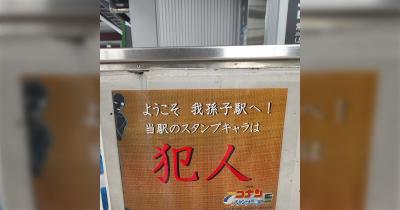 ようこそ 我孫子駅へ！
当駅のスタンプキャラは
犯人
コナン